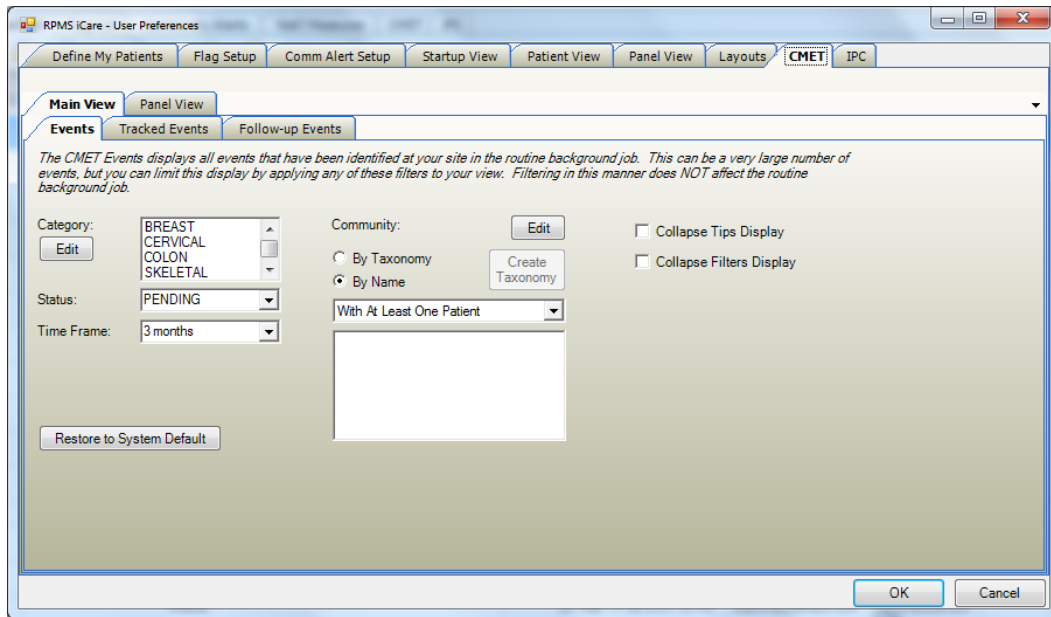 RPMS iCare - User Preferences
Define My Patients Flag Setup Comm Alert Setup Startup View Patient View Panel View Layouts CMET IPC
Main View Panel View
Events Tracked Events Follow-up Events
The CMET Events displays all events that have been identified at your site in the routine background job. This can be a very large number of
events, but you can limit this display by applying any of these filters to your view. Filtering in this manner does NOT affect the routine
background job.
Category:
Edit
BREAST
CERVICAL
COLON
SKELETAL
Status: PENDING
Time Frame: 3 months
Restore to System Default
Community: Edit
By Taxonomy
By Name
Create
Taxonomy
With At Least One Patient
Collapse Tips Display
Collapse Filters Display
OK Cancel